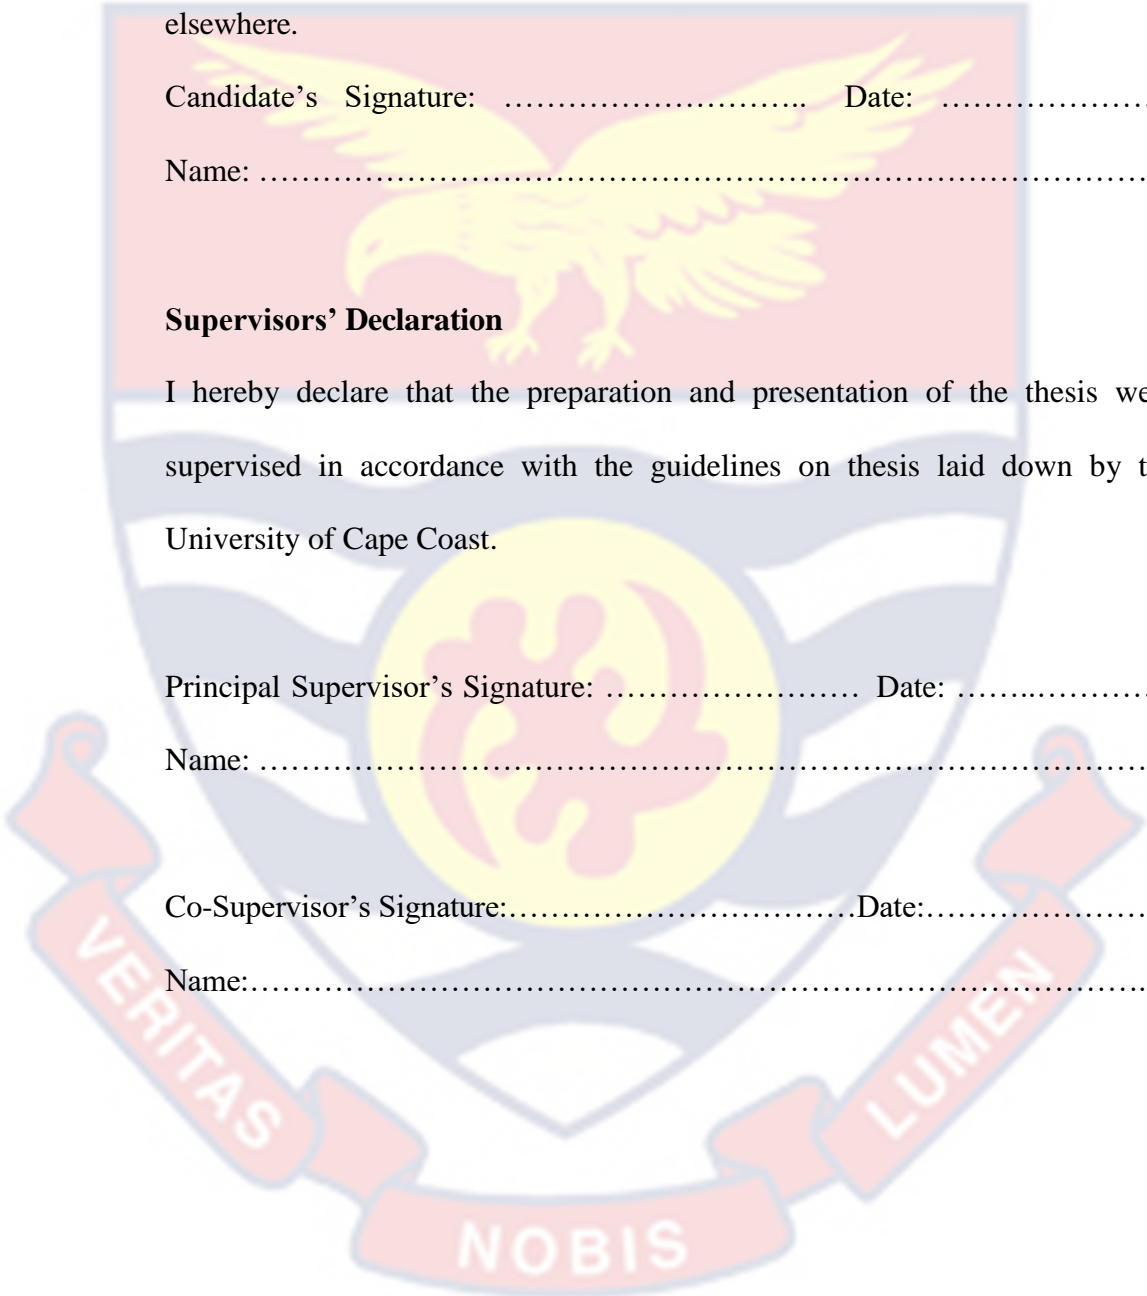 elsewhere.
Candidate’s Signature: ……………………….. Date: …………………
Name: ……………………………………………………………………………
Supervisors’ Declaration
I hereby declare that the preparation and presentation of the thesis we
supervised in accordance with the guidelines on thesis laid down by t
University of Cape Coast.
Principal Supervisor’s Signature: …………………… Date: ……..……….
Name: ……………………………………………………………………………
Co-Supervisor’s Signature:……………………………Date:…………………
Name:……………………………………………………………………………..
VERITAS
NOBIS
LUMEN